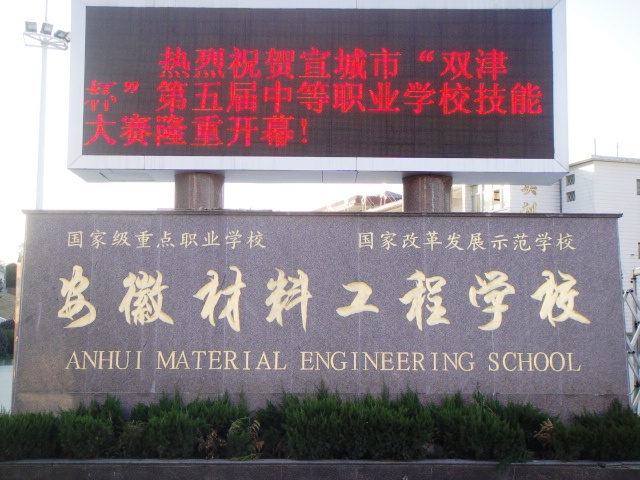 热烈祝贺宣城市“双津
”第五届中等职业学校技能
大赛隆重开幕！
国家级重点职业学校 国家改革发展示范学校
安徽材料工程学校
ANHUI MATERIAL ENGINEERING SCHOOL